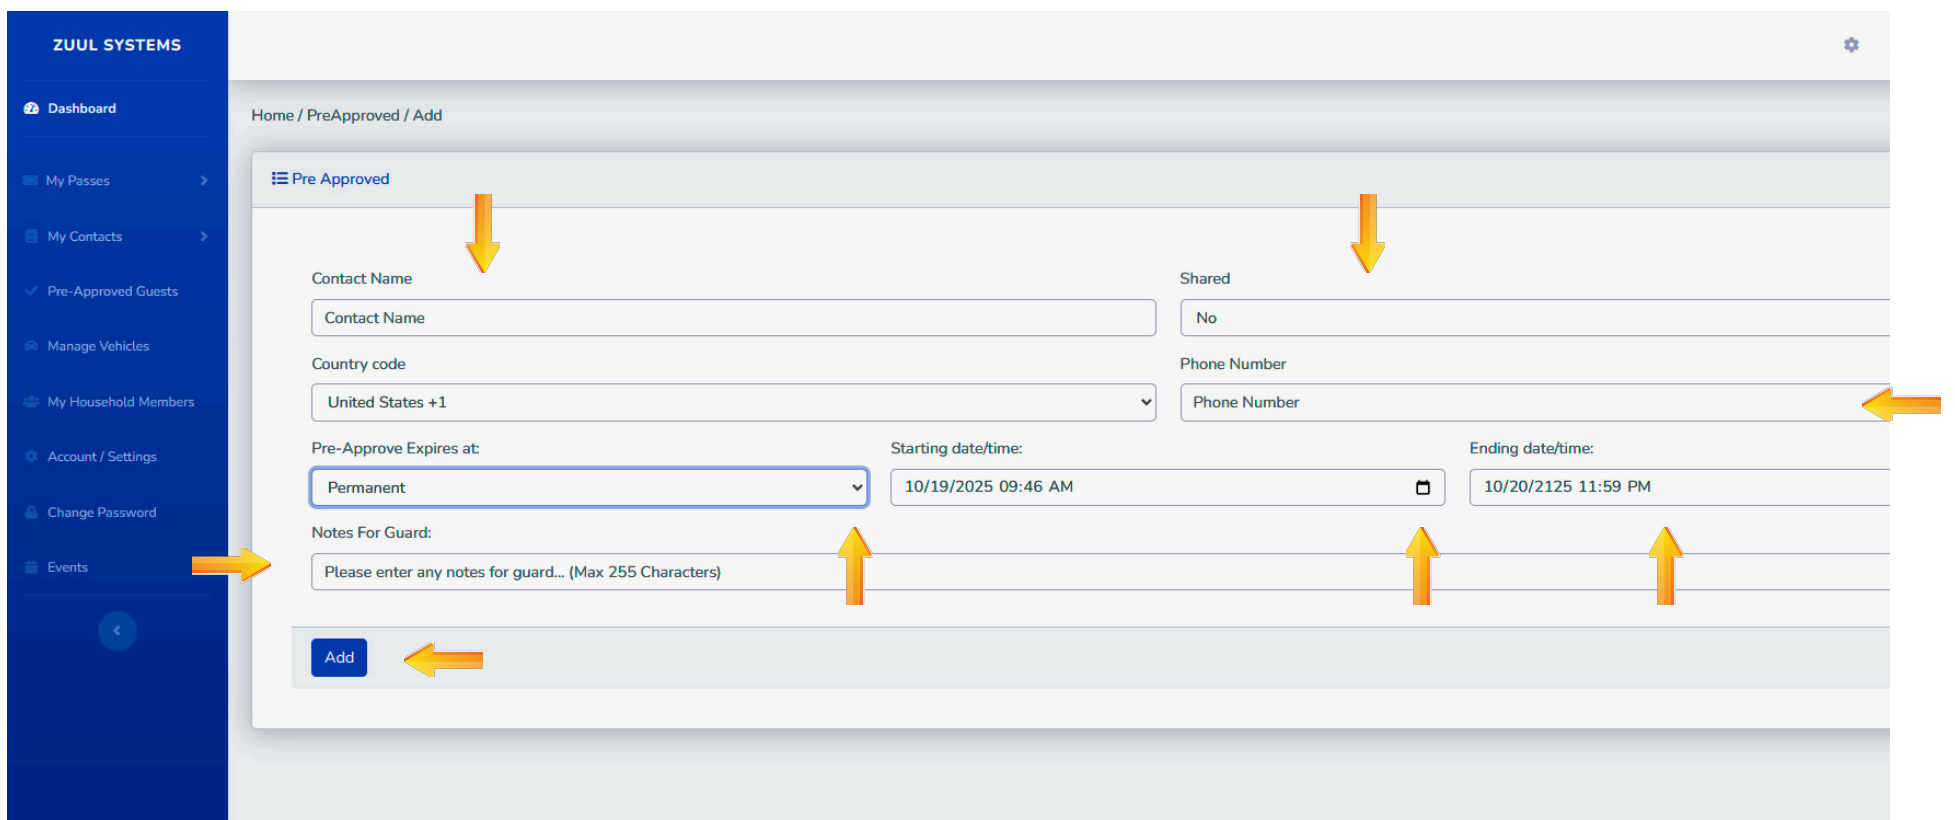 ZUUL SYSTEMS
Dashboard
My Passes
My Contacts
Pre-Approved Guests
Manage Vehicles
My Household Members
Account / Settings
Change Password
Events
Home / PreApproved / Add
Pre Approved
Contact Name
Shared
Contact Name
No
Country code
Phone Number
United States +1
Phone Number
Pre-Approve Expires at:
Starting date/time:
Ending date/time:
Permanent
10/19/2025 09:46 AM
10/20/2125 11:59 PM
Notes For Guard:
Please enter any notes for guard... (Max 255 Characters)
Add